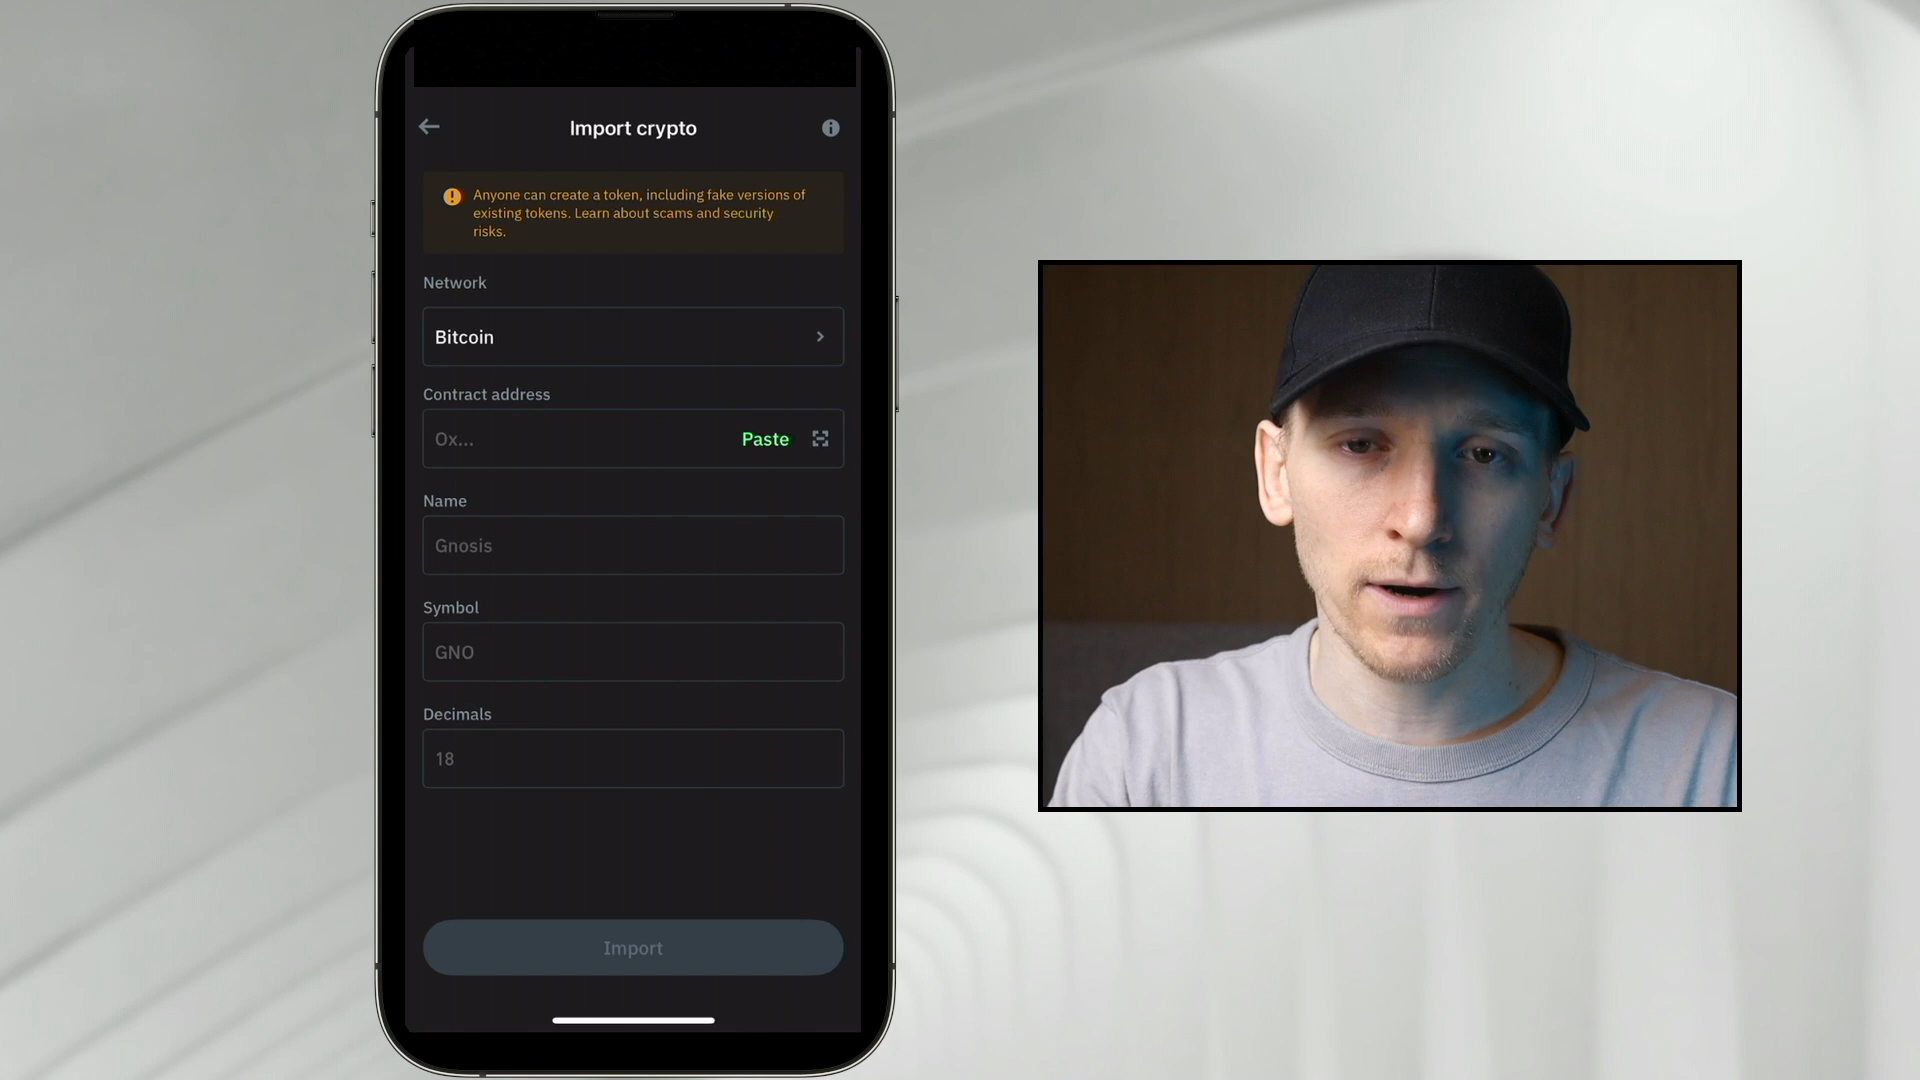 Import crypto
Anyone can create a token, including fake versions of
existing tokens. Learn about scams and security
risks.
Network
Bitcoin
Contract address
0x...
Paste
Name
Gnosis
Symbol
GNO
Decimals
18
Import